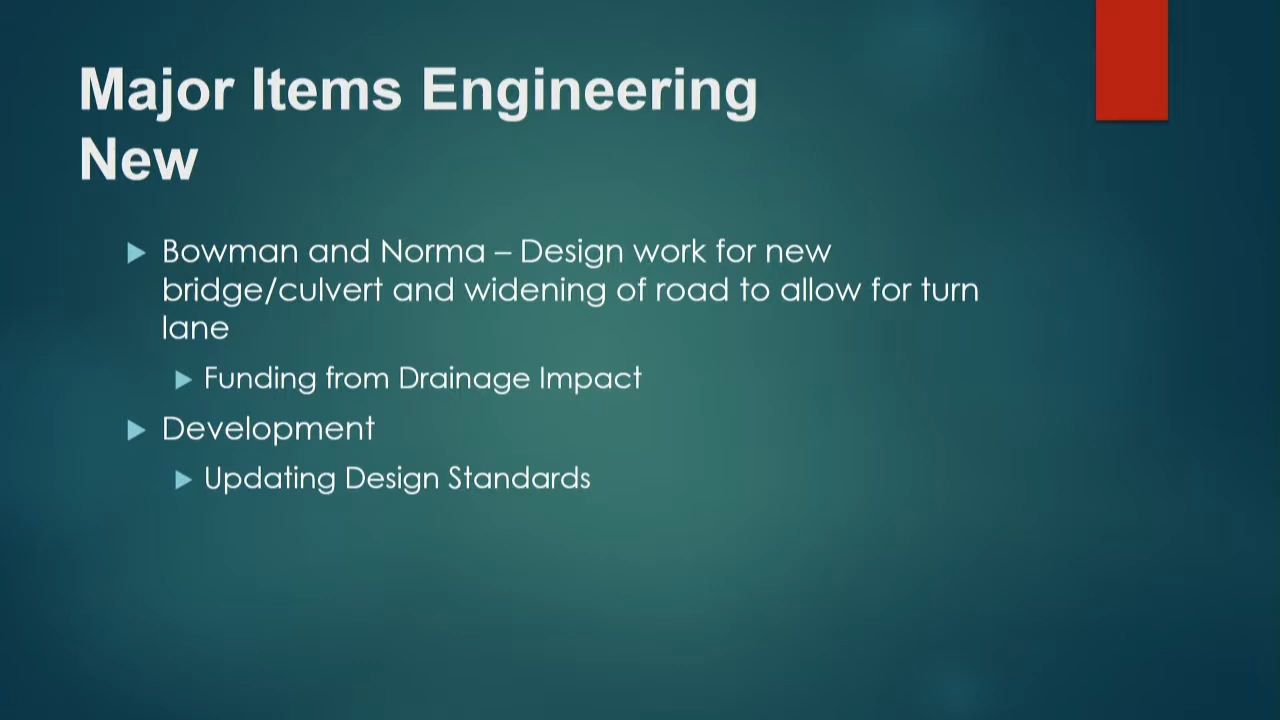 Major Items Engineering
New
Bowman and Norma – Design work for new
bridge/culvert and widening of road to allow for turn
lane
Funding from Drainage Impact
Development
Updating Design Standards